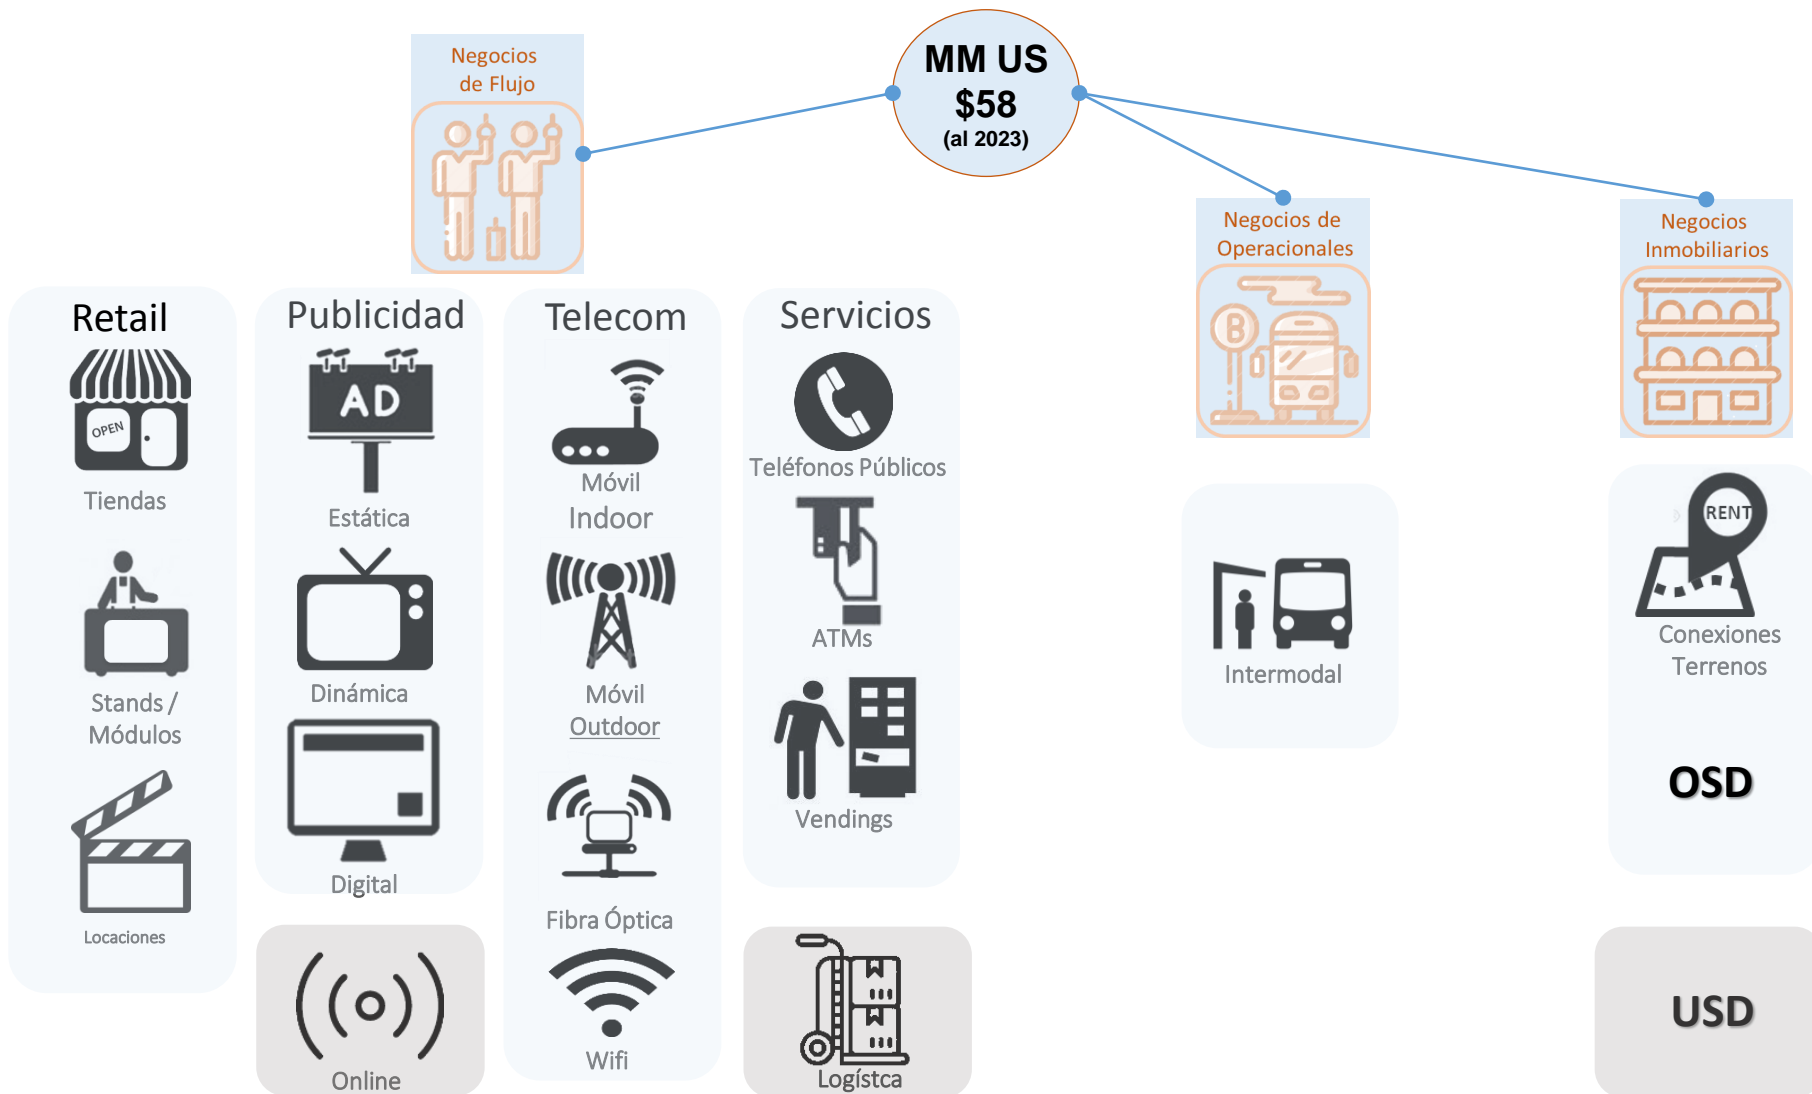 MM US
$58
(al 2023)
Negocios
de Flujo
Negocios de
Operacionales
Negocios
Inmobiliarios
B
Retail
OPEN
Tiendas
Stands /
Módulos
Locaciones
Publicidad
AD
Estática
Dinámica
Digital
Online
Telecom
Móvil
Indoor
Móvil
Outdoor
Fibra Óptica
Wifi
Servicios
Teléfonos Públicos
ATMs
Vendings
Logístca
Intermodal
RENT
Conexiones
Terrenos
OSD
USD